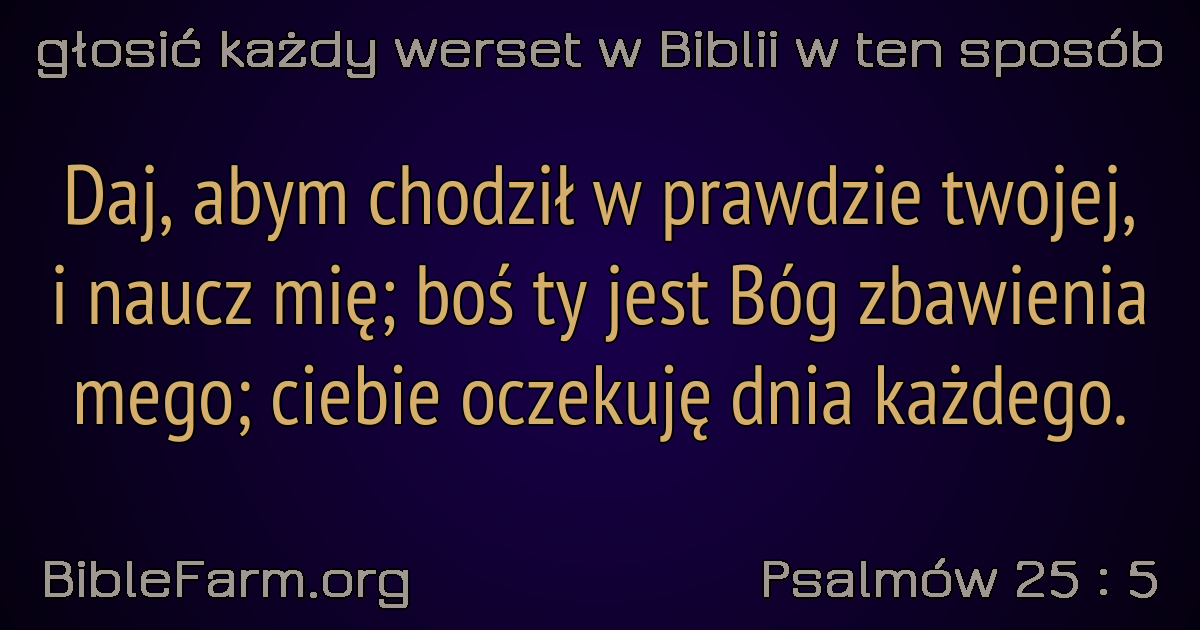 głosić każdy werset w Biblii w ten sposób
Daj, abym chodził w prawdzie twojej,
i naucz mię; boś ty jest Bóg zbawienia
mego; ciebie oczekuję dnia każdego.
BibleFarm.org
Psalmów 25 : 5